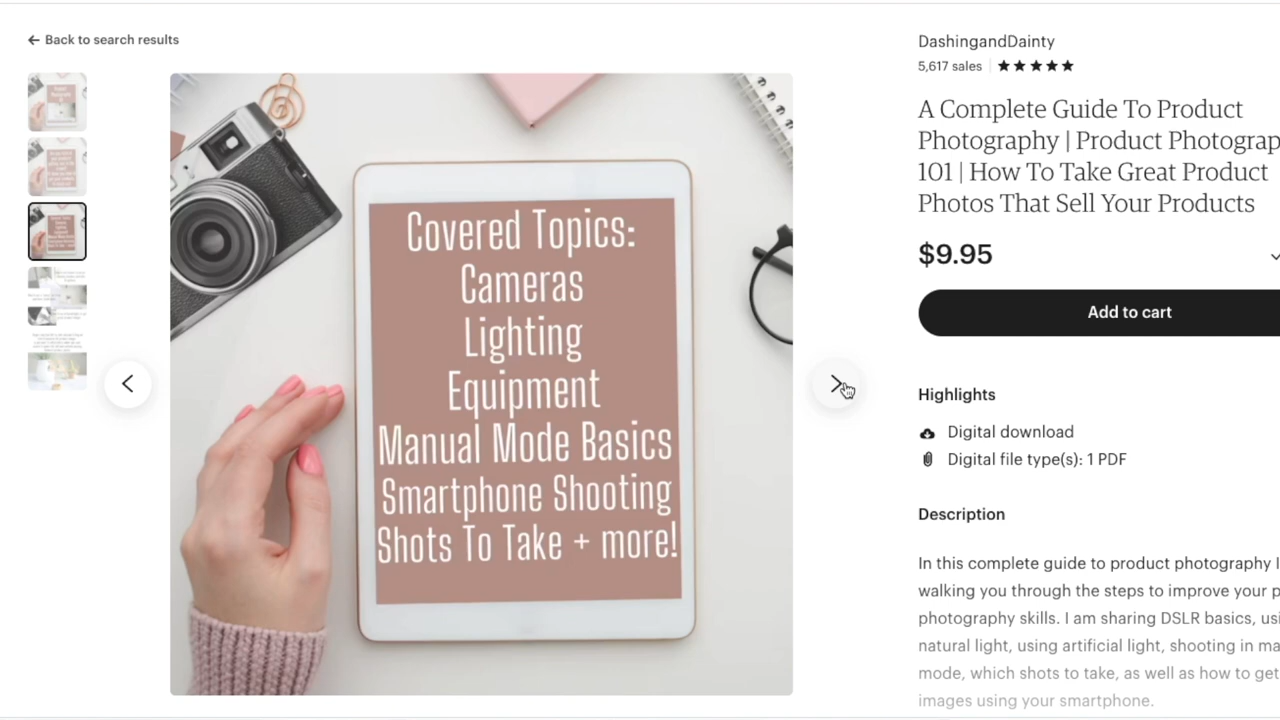 Back to search results
Covered Topics:
Cameras
Lighting
Equipment
Manual Mode Basics
Smartphone Shooting
Shots To Take + more!
DashingandDainty
5,617 sales
A Complete Guide To Product
Photography | Product Photograp
101 | How To Take Great Product
Photos That Sell Your Products
$9.95
Add to cart
Highlights
Digital download
Digital file type(s): 1 PDF
Description
In this complete guide to product photography I
walking you through the steps to improve your p
photography skills. I am sharing DSLR basics, usi
natural light, using artificial light, shooting in ma
mode, which shots to take, as well as how to get
images using your smartphone.